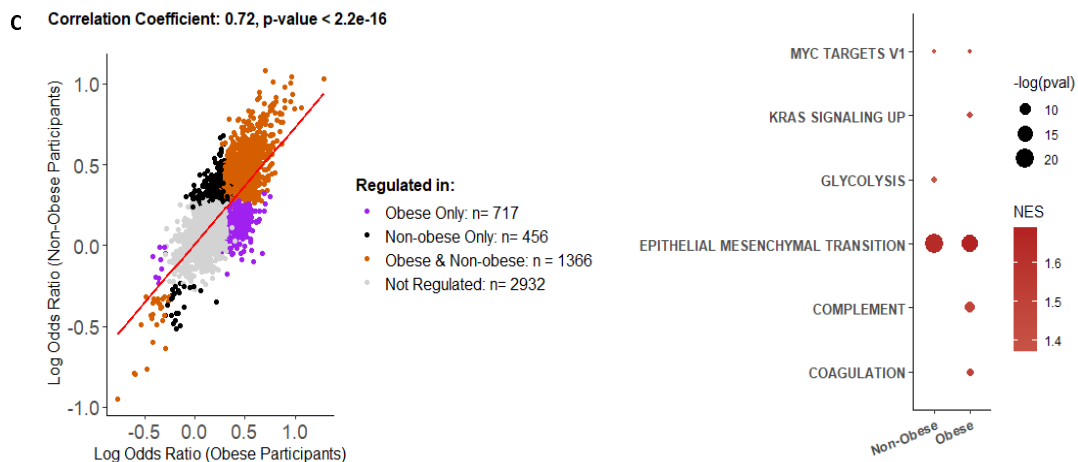 C
Correlation Coefficient: 0.72, p-value < 2.2e-16
Log Odds Ratio (Non-Obese Participants)
1.0
0.5
0.0
-0.5
-1.0
-0.5 0.0 0.5 1.0
Log Odds Ratio (Obese Participants)
Regulated in:
Obese Only: n= 717
Non-obese Only: n= 456
Obese & Non-obese: n = 1366
Not Regulated: n= 2932
MYC TARGETS V1
KRAS SIGNALING UP
GLYCOLYSIS
EPITHELIAL MESENCHYMAL TRANSITION
COMPLEMENT
COAGULATION
Non-Obese Obese
-log(pval)
10
15
20
NES
1.6
1.5
1.4